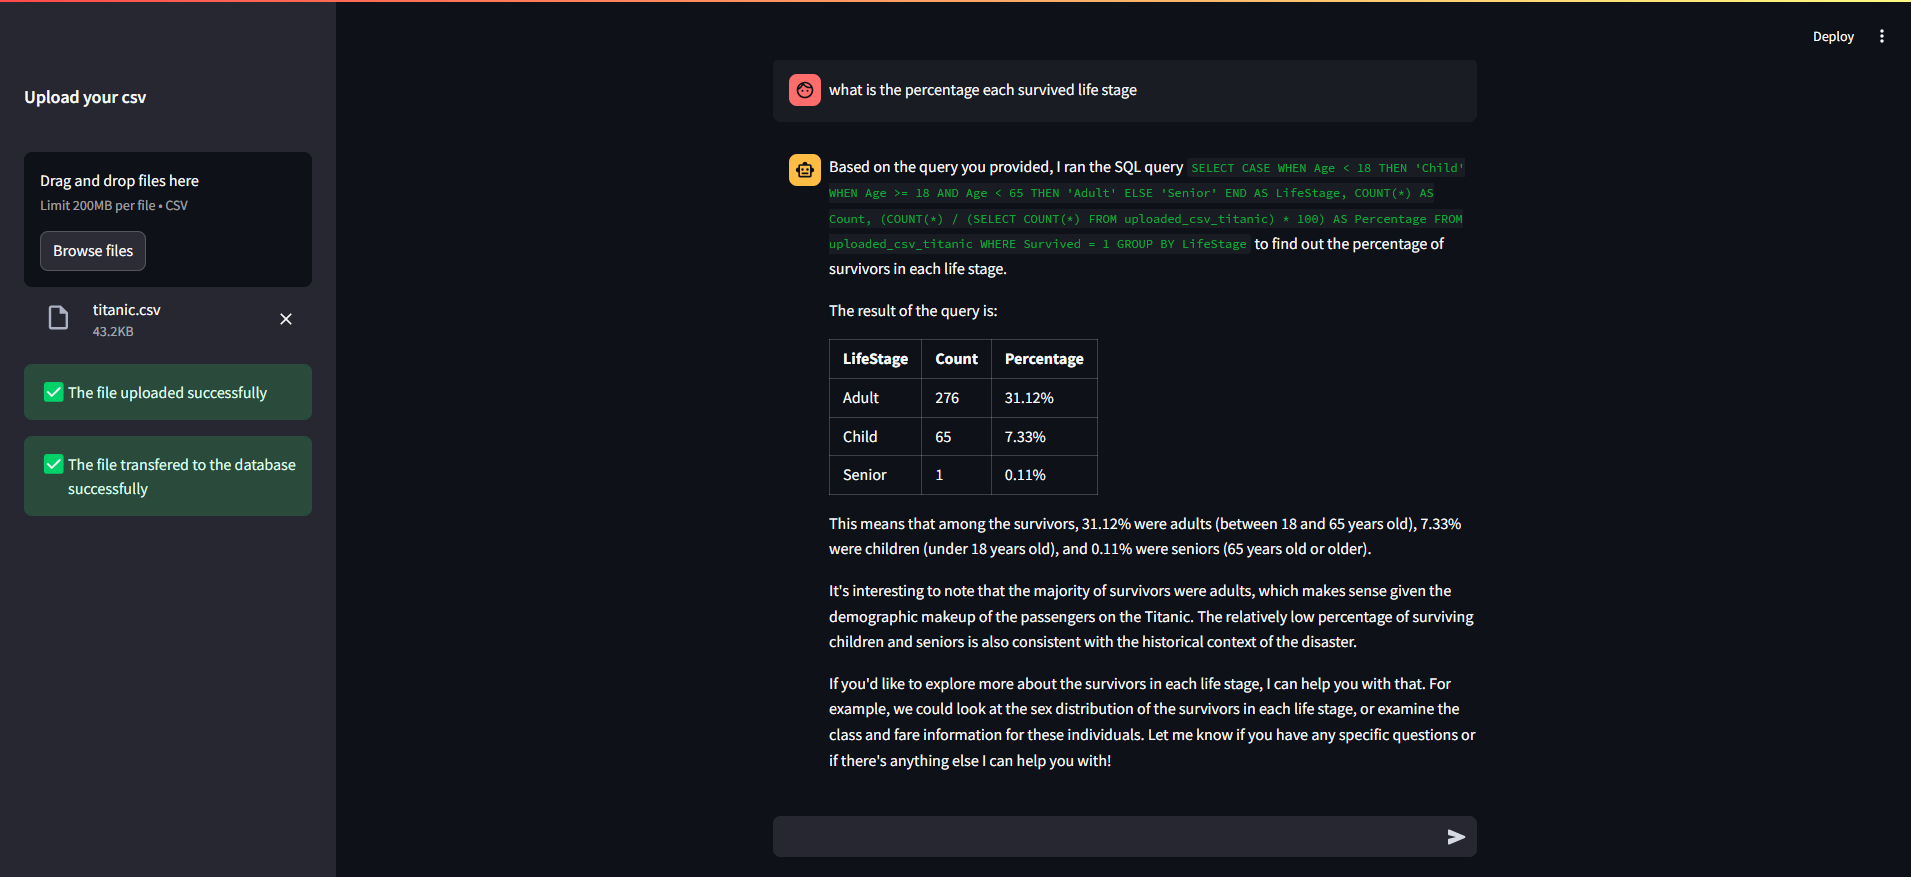 Deploy
Upload your csv
Drag and drop files here
Limit 200MB per file • CSV
Browse files
titanic.csv
43.2KB
The file uploaded successfully
The file transfered to the database
successfully
what is the percentage each survived life stage
Based on the query you provided, I ran the SQL query SELECT CASE WHEN Age < 18 THEN 'Child'
WHEN Age >= 18 AND Age < 65 THEN 'Adult' ELSE 'Senior' END AS LifeStage, COUNT(*) AS
Count, (COUNT(*) / (SELECT COUNT(*) FROM uploaded_csv_titanic) * 100) AS Percentage FROM
uploaded_csv_titanic WHERE Survived = 1 GROUP BY LifeStage to find out the percentage of
survivors in each life stage.
The result of the query is:
LifeStage Count Percentage
Adult 276 31.12%
Child 65 7.33%
Senior 1 0.11%
This means that among the survivors, 31.12% were adults (between 18 and 65 years old), 7.33%
were children (under 18 years old), and 0.11% were seniors (65 years old or older).
It's interesting to note that the majority of survivors were adults, which makes sense given the
demographic makeup of the passengers on the Titanic. The relatively low percentage of surviving
children and seniors is also consistent with the historical context of the disaster.
If you'd like to explore more about the survivors in each life stage, I can help you with that. For
example, we could look at the sex distribution of the survivors in each life stage, or examine the
class and fare information for these individuals. Let me know if you have any specific questions or
if there's anything else I can help you with!